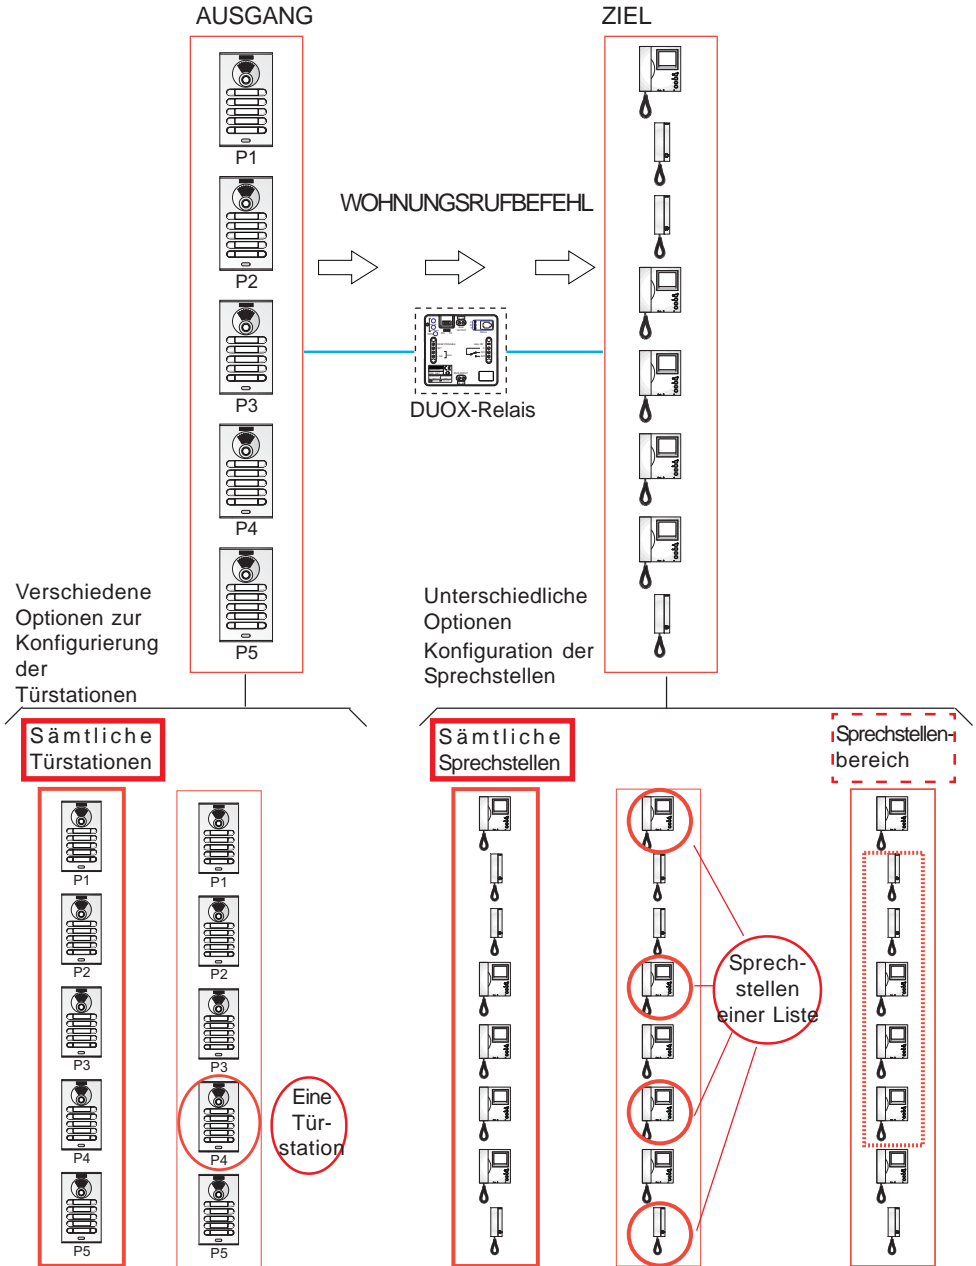 AUSGANG
ZIEL
P1
P2
P3
P4
P5
WOHNUNGSRUFBEFEHL
DUOX-Relais
Verschiedene
Optionen zur
Konfigurierung
der
Türstationen
Unterschiedliche
Optionen
Konfiguration der
Sprechstellen
Sämtliche
Türstationen
Sämtliche
Sprechstellen
Sprechstellen-
bereich
P1
P2
P3
P4
P5
P1
P2
P3
P4
P5
Eine
Tür-
station
Sprech-
stellen
einer Liste